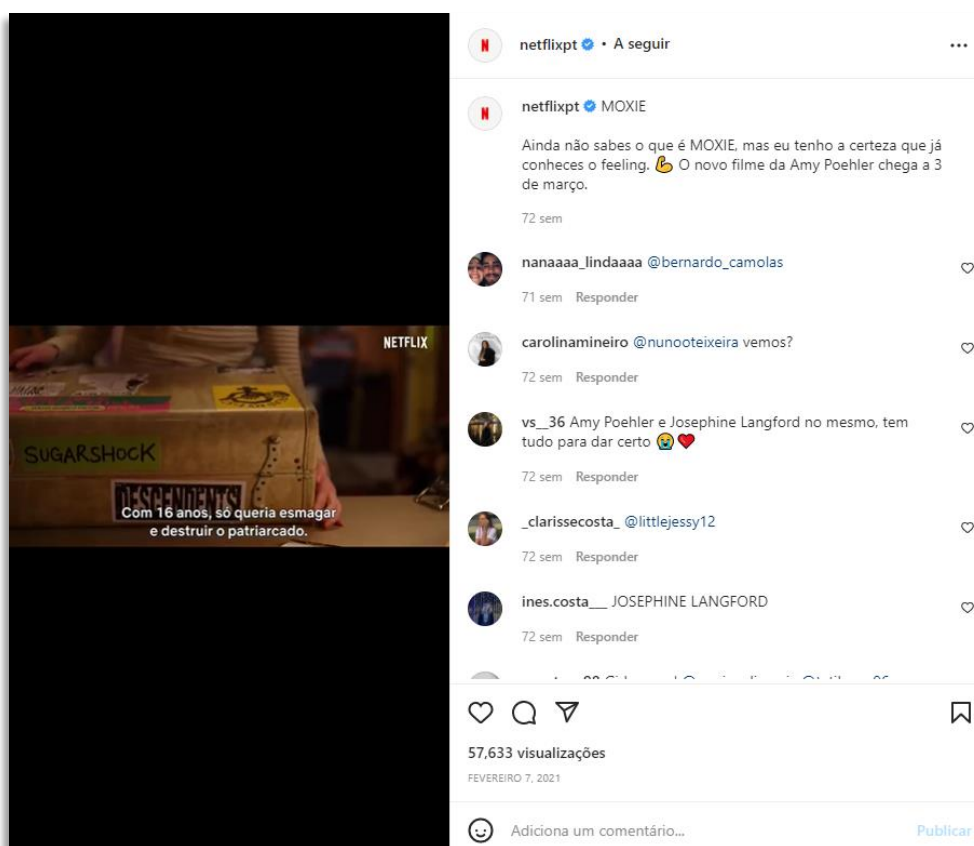 netflixpt • A seguir
netflixpt MOXIE
Ainda não sabes o que é MOXIE, mas eu tenho a certeza que já
conheces o feeling. 💪 O novo filme da Amy Poehler chega a 3
de março.
72 sem
nanaaaa_lindaaaa @bernardo_camolas
71 sem Responder
carolinamineiro @nunooteixeira vemos?
72 sem Responder
vs__36 Amy Poehler e Josephine Langford no mesmo, tem
tudo para dar certo 😭❤️
72 sem Responder
_clarissecosta_ @littlejessy12
72 sem Responder
ines.costa___ JOSEPHINE LANGFORD
72 sem Responder
57,633 visualizações
FEVEREIRO 7, 2021
Adiciona um comentário...
Publicar
NETFLIX
SUGARSHOCK
DESCENDENTS
Com 16 anos, só queria esmagar
e destruir o patriarcado.